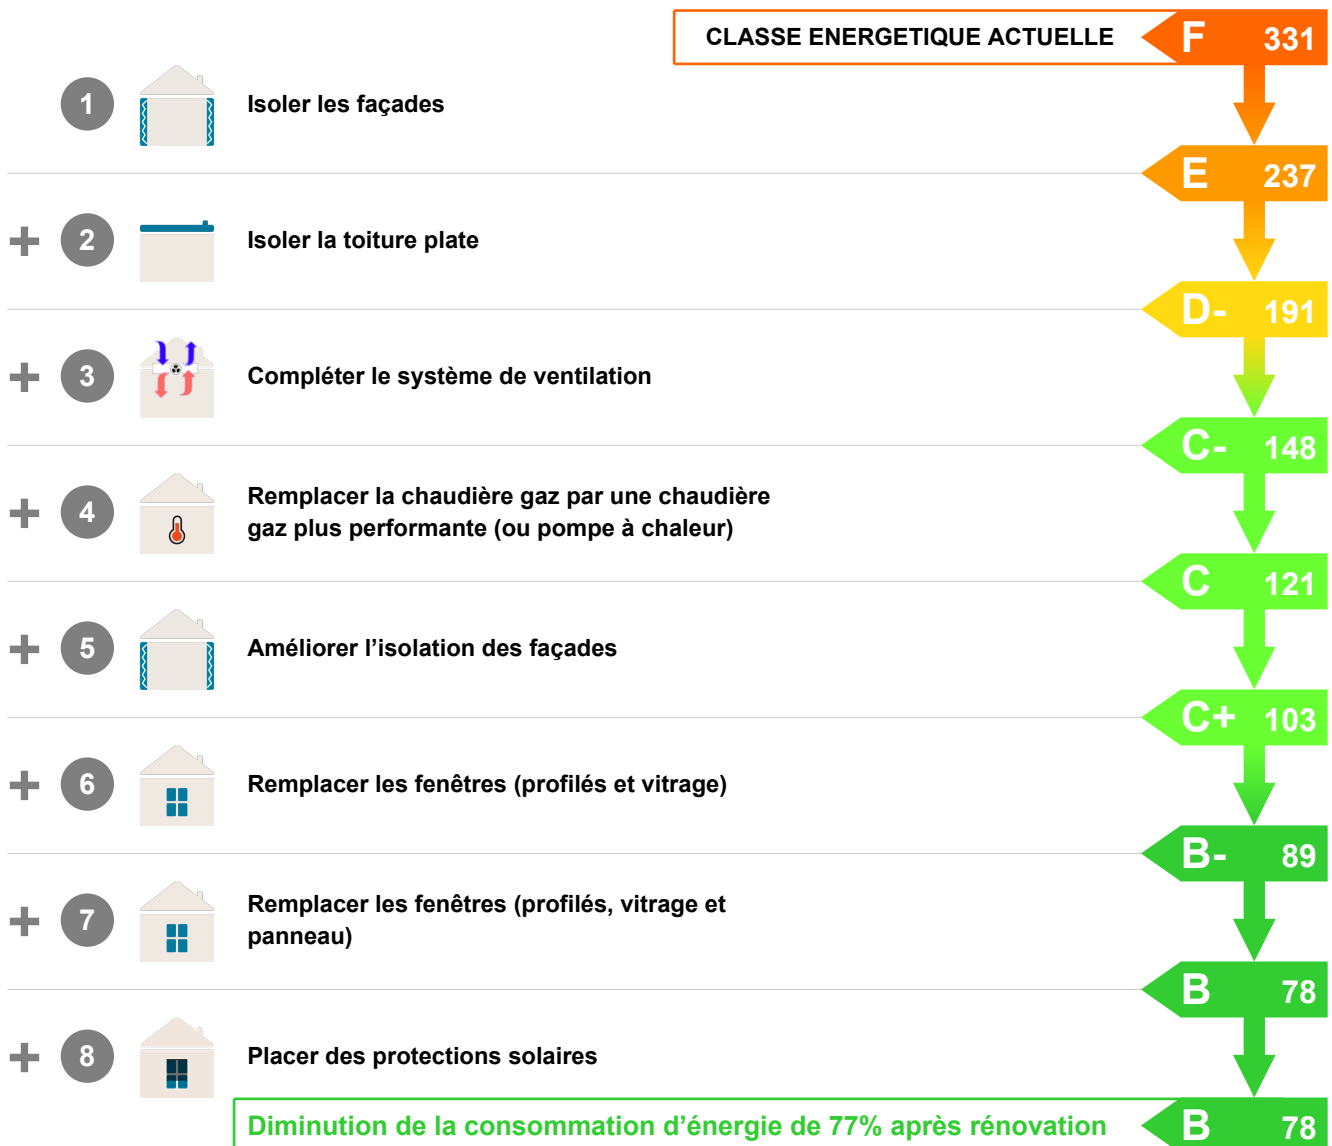 CLASSE ENERGETIQUE ACTUELLE F 331
1 Isoler les façades
E 237
+ 2 Isoler la toiture plate
D- 191
+ 3 Compléter le système de ventilation
C- 148
+ 4 Remplacer la chaudière gaz par une chaudière
gaz plus performante (ou pompe à chaleur)
C 121
+ 5 Améliorer l’isolation des façades
C+ 103
+ 6 Remplacer les fenêtres (profilés et vitrage)
B- 89
+ 7 Remplacer les fenêtres (profilés, vitrage et
panneau)
B 78
+ 8 Placer des protections solaires
Diminution de la consommation d’énergie de 77% après rénovation B 78